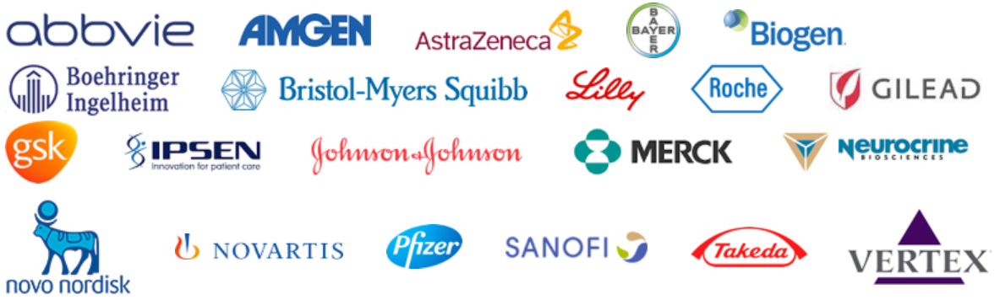 abbvie
AMGEN
AstraZeneca
BAYER
BAYER
Biogen
Boehringer
Ingelheim
Bristol-Myers Squibb
Lilly
Roche
GILEAD
gsk
IPSEN
Innovation for patient care
Johnson & Johnson
MERCK
NEUROCRINE
BIOSCIENCES
novo nordisk
NOVARTIS
Pfizer
SANOFI
Takeda
VERTEX